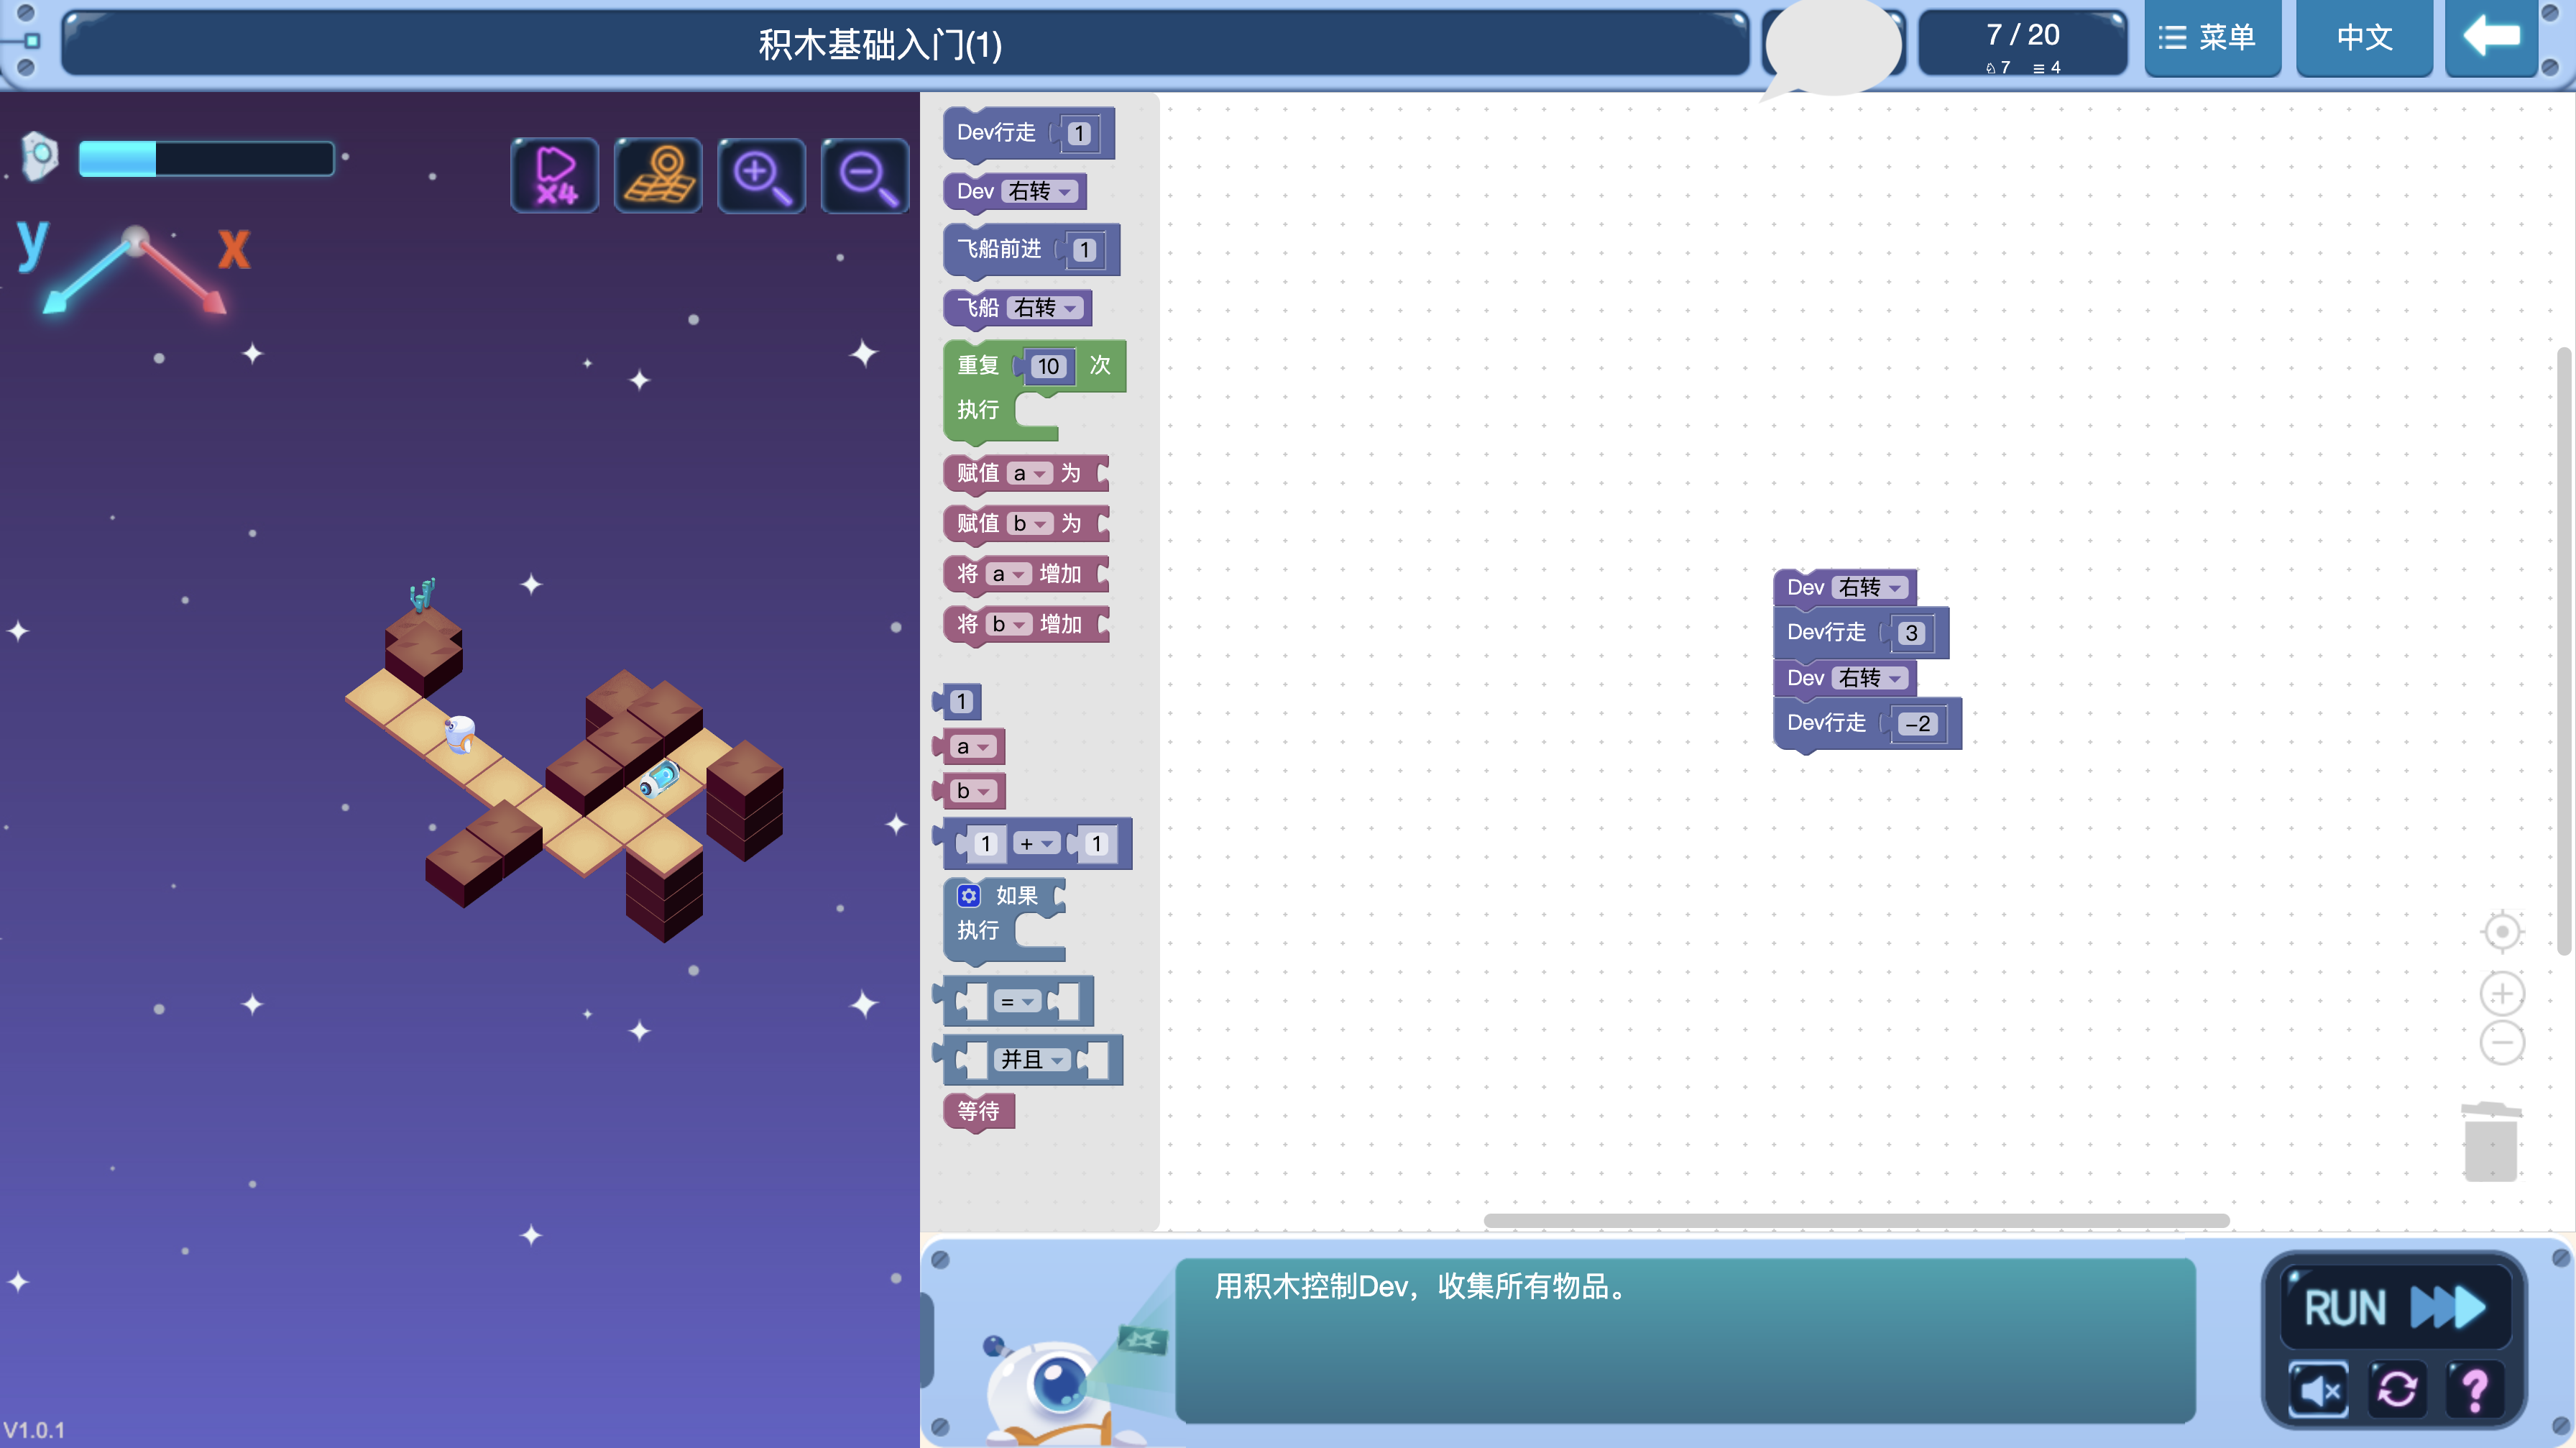 积木基础入门(1)
7 / 20
7 4
菜单
中文
X4
y
x
Dev行走 1
Dev 右转
飞船前进 1
飞船 右转
重复 10 次
执行
赋值 a 为
赋值 b 为
将 a 增加
将 b 增加
1
a
b
1 + 1
如果
执行
=
并且
等待
Dev 右转
Dev行走 3
Dev 右转
Dev行走 -2
用积木控制Dev，收集所有物品。
RUN
?
V1.0.1